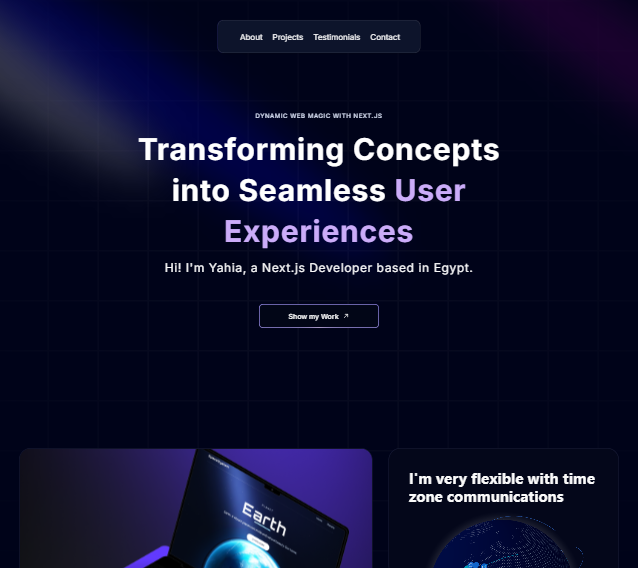 About Projects Testimonials Contact
DYNAMIC WEB MAGIC WITH NEXT.JS
Transforming Concepts
into Seamless User
Experiences
Hi! I'm Yahia, a Next.js Developer based in Egypt.
Show my Work
Earth
I'm very flexible with time
zone communications